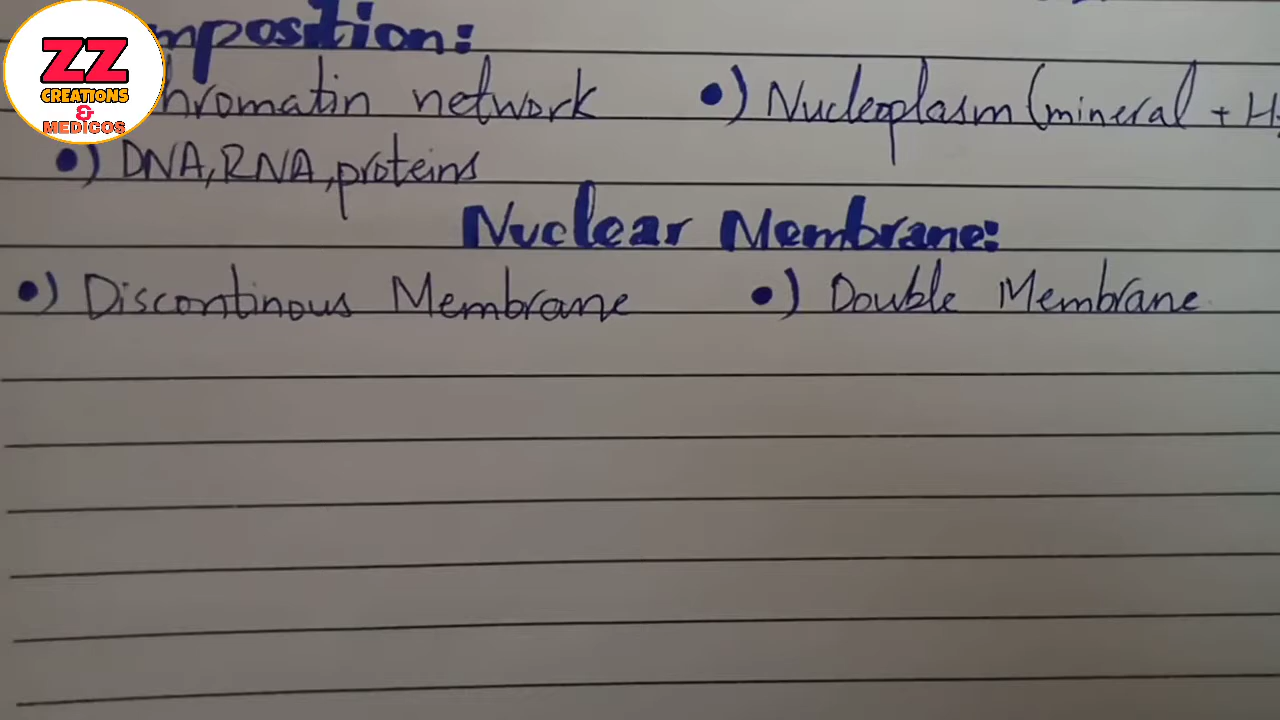 mposition:
ZZ
CREATIONS
&
MEDICOS
hromatin network •) Nucleoplasm (mineral + H
•) DNA, RNA, proteins
Nuclear Membrane:
•) Discontinous Membrane •) Double Membrane